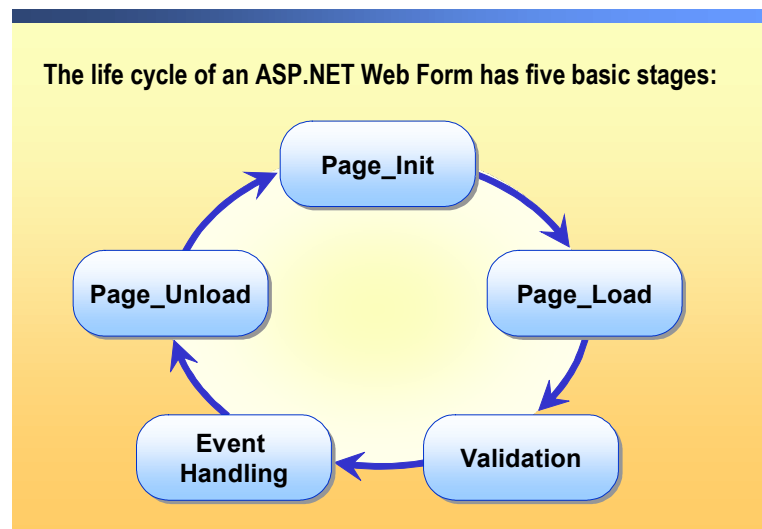 The life cycle of an ASP.NET Web Form has five basic stages:
Page_Init
Page_Load
Validation
Event
Handling
Page_Unload